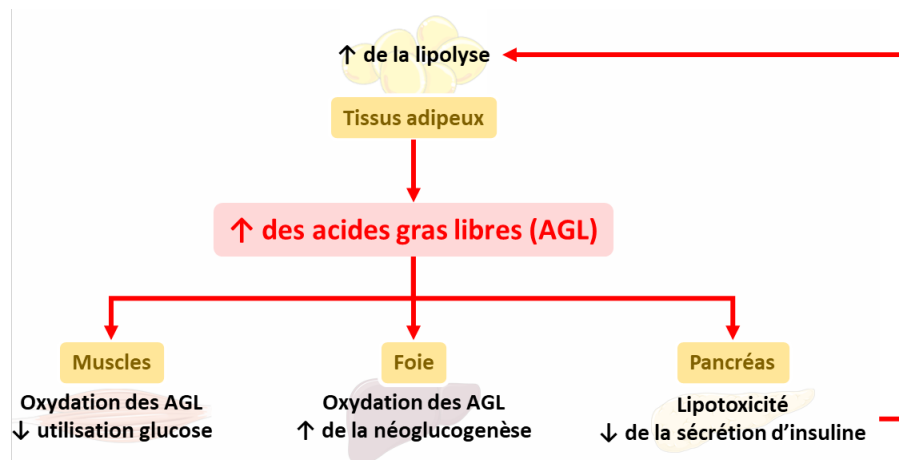 ↑ de la lipolyse
Tissus adipeux
↑ des acides gras libres (AGL)
Muscles
Oxydation des AGL
↓ utilisation glucose
Foie
Oxydation des AGL
↑ de la néoglucogenèse
Pancréas
Lipotoxicité
↓ de la sécrétion d’insuline